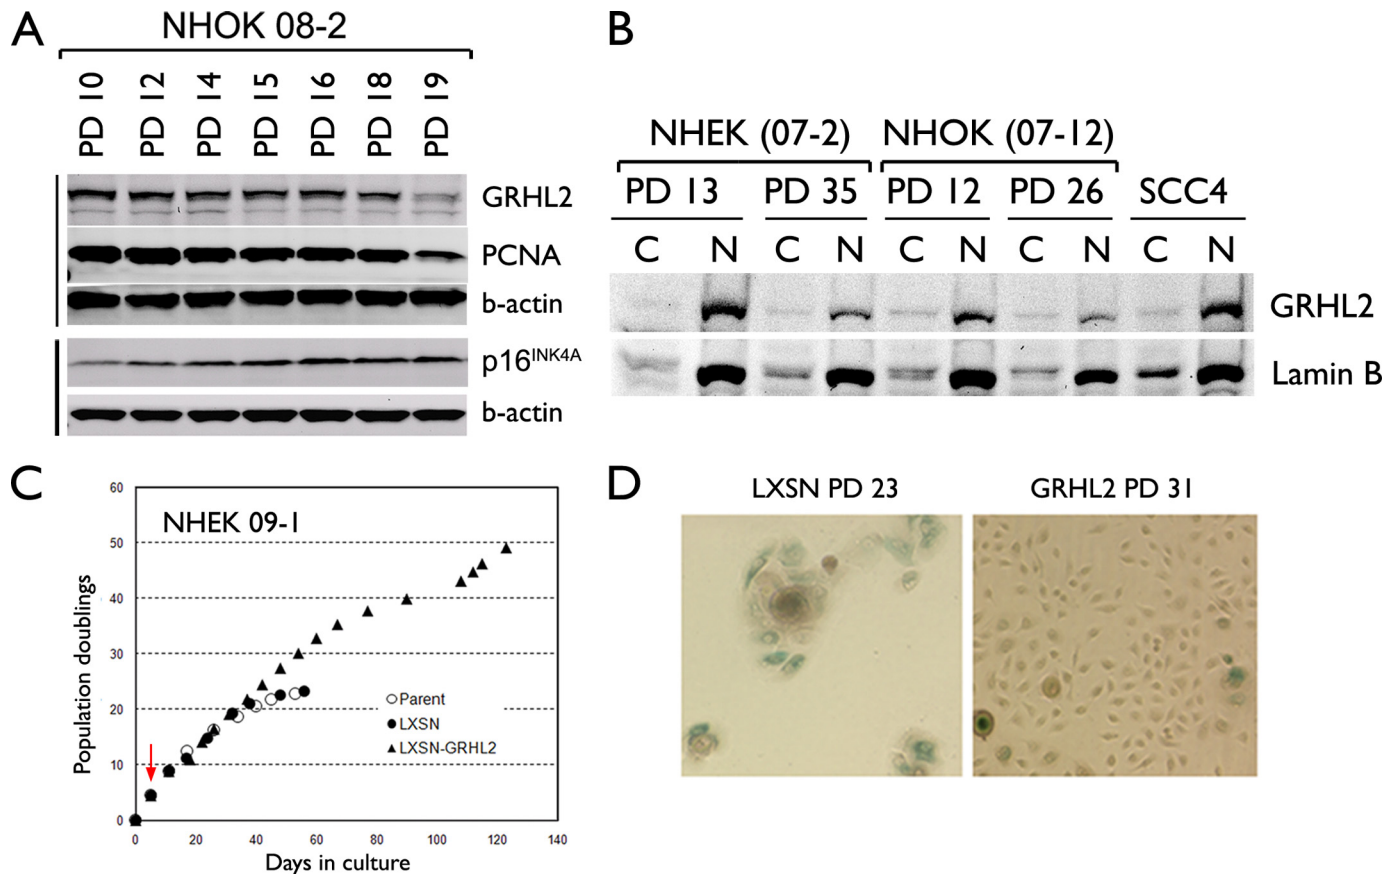 A
NHOK 08-2
PD 10 PD 12 PD 14 PD 15 PD 16 PD 18 PD 19
GRHL2
PCNA
b-actin
p16INK4A
b-actin
B
NHEK (07-2) NHOK (07-12)
PD 13 PD 35 PD 12 PD 26 SCC4
C N C N C N C N C N
GRHL2
Lamin B
C
NHEK 09-1
Population doublings
60
50
40
30
20
10
0
Parent
LXSN
LXSN-GRHL2
0 20 40 60 80 100 120 140
Days in culture
D
LXSN PD 23 GRHL2 PD 31